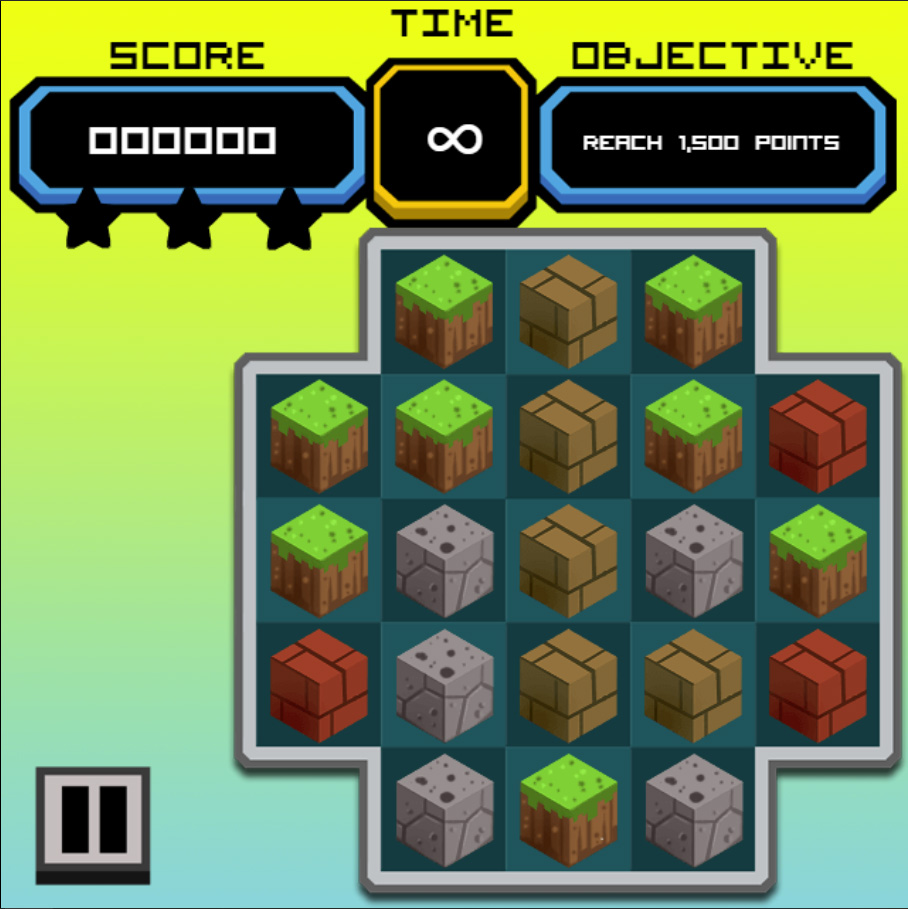 TIME
SCORE
OBJECTIVE
000000
∞
REACH 1,500 POINTS